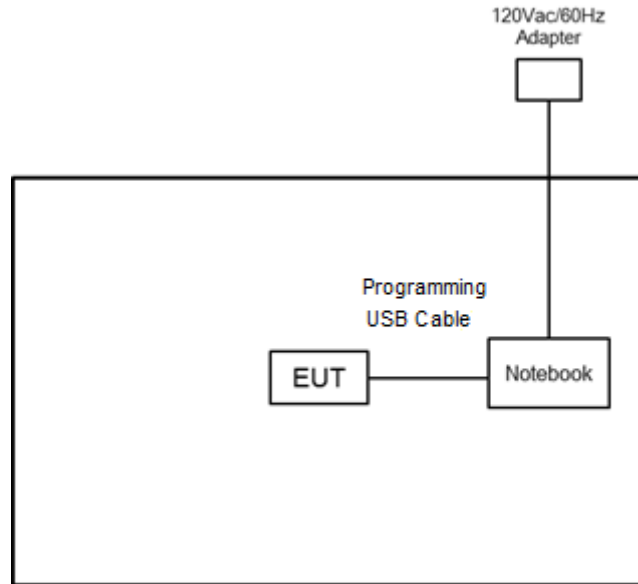 120Vac/60Hz
Adapter
Programming
USB Cable
EUT
Notebook